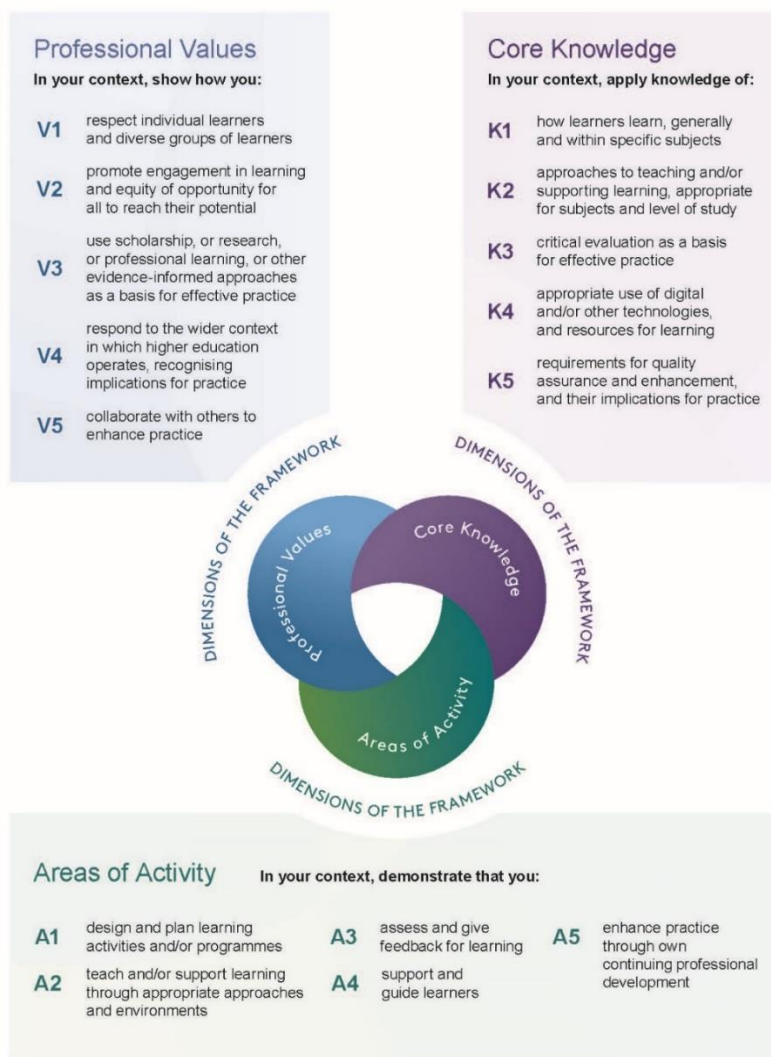 Professional Values
In your context, show how you:
V1 respect individual learners
and diverse groups of learners
V2 promote engagement in learning
and equity of opportunity for
all to reach their potential
V3 use scholarship, or research,
or professional learning, or other
evidence-informed approaches
as a basis for effective practice
V4 respond to the wider context
in which higher education
operates, recognising
implications for practice
V5 collaborate with others to
enhance practice
Core Knowledge
In your context, apply knowledge of:
K1 how learners learn, generally
and within specific subjects
K2 approaches to teaching and/or
supporting learning, appropriate
for subjects and level of study
K3 critical evaluation as a basis
for effective practice
K4 appropriate use of digital
and/or other technologies,
and resources for learning
K5 requirements for quality
assurance and enhancement,
and their implications for practice
DIMENSIONS OF THE FRAMEWORK
DIMENSIONS OF THE FRAMEWORK
Professional Values
Core Knowledge
Areas of Activity
DIMENSIONS OF THE FRAMEWORK
Areas of Activity
In your context, demonstrate that you:
A1 design and plan learning
activities and/or programmes
A2 teach and/or support learning
through appropriate approaches
and environments
A3 assess and give
feedback for learning
A4 support and
guide learners
A5 enhance practice
through own
continuing professional
development